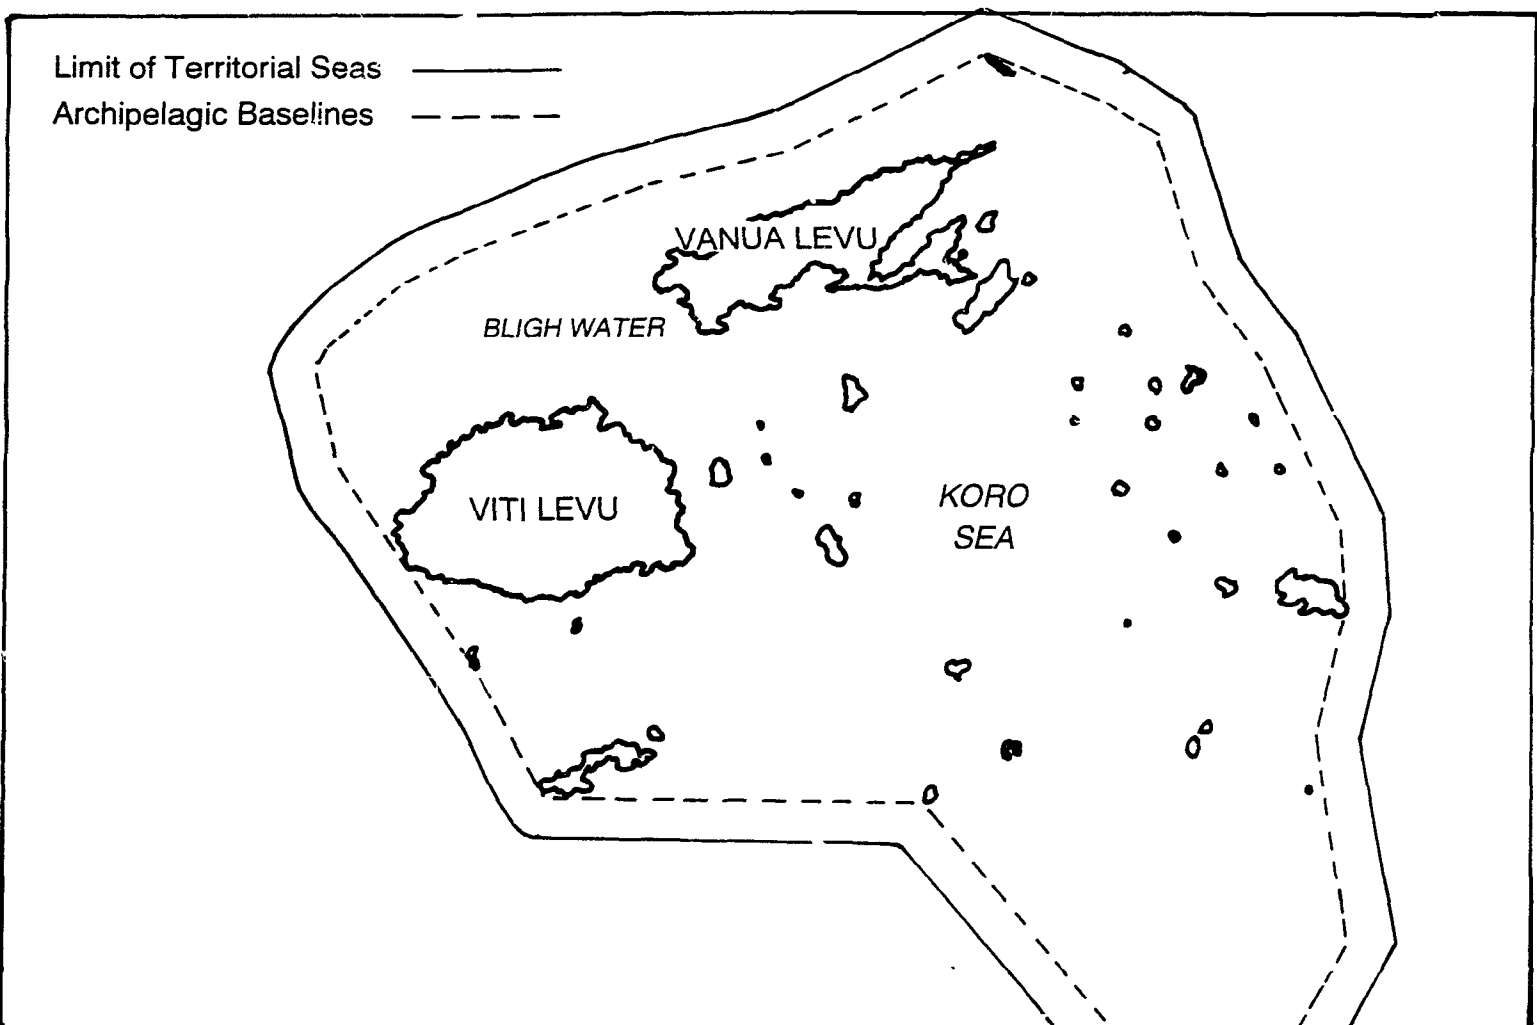 Limit of Territorial Seas
Archipelagic Baselines
VANUA LEVU
BLIGH WATER
VITI LEVU
KORO
SEA